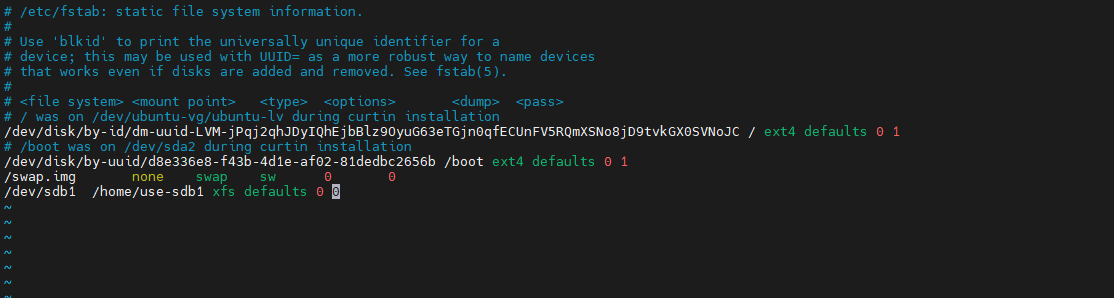 # /etc/fstab: static file system information.
#
# Use 'blkid' to print the universally unique identifier for a
# device; this may be used with UUID= as a more robust way to name devices
# that works even if disks are added and removed. See fstab(5).
#
# <file system> <mount point>   <type>  <options>       <dump>  <pass>
# / was on /dev/ubuntu-vg/ubuntu-lv during curtin installation
/dev/disk/by-id/dm-uuid-LVM-jPqj2qhJDyIQhEjbBlz9OyuG63eTGjn0qfECUnFV5RQmXSNo8jD9tvkGX0SVNoJC / ext4 defaults 0 1
# /boot was on /dev/sda2 during curtin installation
/dev/disk/by-uuid/d8e336e8-f43b-4d1e-af02-81dedbc2656b /boot ext4 defaults 0 1
/swap.img       none    swap    sw      0       0
/dev/sdb1  /home/use-sdb1 xfs defaults 0 0
~
~
~
~
~
~